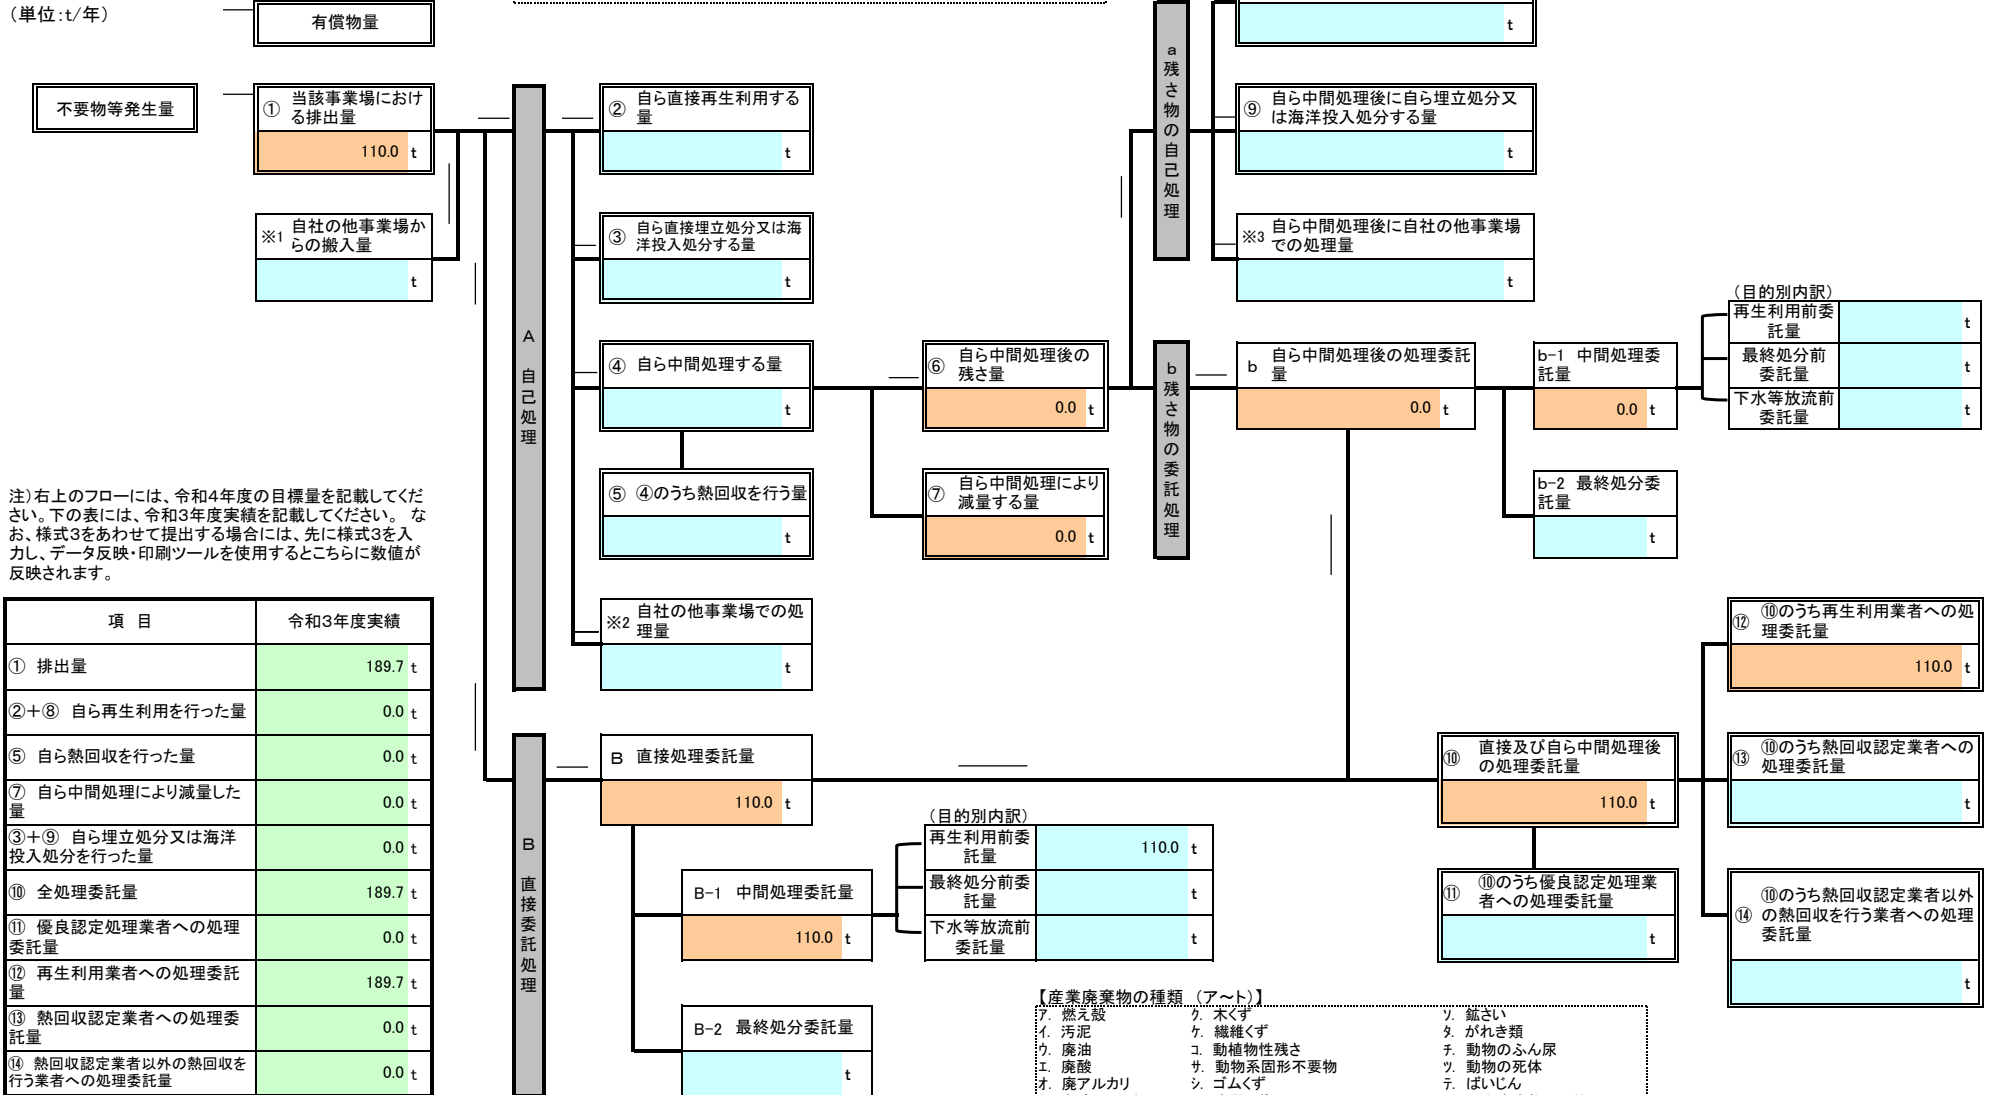 （単位:t/年）
有償物量
不要物等発生量
① 当該事業場におけ
る排出量
110.0 t
※1 自社の他事業場か
らの搬入量
t
A 自己処理
② 自ら直接再生利用する
量
t
③ 自ら直接埋立処分又は海
洋投入処分する量
t
④ 自ら中間処理する量
t
⑤ ④のうち熱回収を行う量
t
※2 自社の他事業場での処
理量
t
⑥ 自ら中間処理後の
残さ量
0.0 t
⑦ 自ら中間処理により
減量する量
0.0 t
a 残さ物の自己処理
t
⑨ 自ら中間処理後に自ら埋立処分又
は海洋投入処分する量
t
※3 自ら中間処理後に自社の他事業場
での処理量
t
b 残さ物の委託処理
b 自ら中間処理後の処理委託
量
0.0 t
b-1 中間処理委
託量
0.0 t
b-2 最終処分委
託量
t
（目的別内訳）
再生利用前委
託量
t
最終処分前
委託量
t
下水等放流前
委託量
t
注）右上のフローには、令和4年度の目標量を記載してくだ
さい。下の表には、令和3年度実績を記載してください。 な
お、様式3をあわせて提出する場合には、先に様式3を入
力し、データ反映・印刷ツールを使用するとこちらに数値が
反映されます。
項 目 令和3年度実績
① 排出量 189.7 t
②＋⑧ 自ら再生利用を行った量 0.0 t
⑤ 自ら熱回収を行った量 0.0 t
⑦ 自ら中間処理により減量した
量 0.0 t
③＋⑨ 自ら埋立処分又は海洋
投入処分を行った量 0.0 t
⑩ 全処理委託量 189.7 t
⑪ 優良認定処理業者への処理
委託量 0.0 t
⑫ 再生利用業者への処理委託
量 189.7 t
⑬ 熱回収認定業者への処理委
託量 0.0 t
⑭ 熱回収認定業者以外の熱回収を
行う業者への処理委託量 0.0 t
B 直接委託処理
B 直接処理委託量
110.0 t
B-1 中間処理委託量
110.0 t
B-2 最終処分委託量
t
（目的別内訳）
再生利用前委
託量
110.0 t
最終処分前委
託量
t
下水等放流前
委託量
t
⑩ 直接及び自ら中間処理後
の処理委託量
110.0 t
⑪ ⑩のうち優良認定処理業
者への処理委託量
t
⑫ ⑩のうち再生利用業者への処
理委託量
110.0 t
⑬ ⑩のうち熱回収認定業者への
処理委託量
t
⑭ ⑩のうち熱回収認定業者以外
の熱回収を行う業者への処理
委託量
t
【産業廃棄物の種類 （ア～ト）】
ア. 燃え殻 ク. 木くず ソ. 鉱さい
イ. 汚泥 ケ. 繊維くず タ. がれき類
ウ. 廃油 コ. 動植物性残さ チ. 動物のふん尿
エ. 廃酸 サ. 動物系固形不要物 ツ. 動物の死体
オ. 廃アルカリ シ. ゴムくず テ. ばいじん